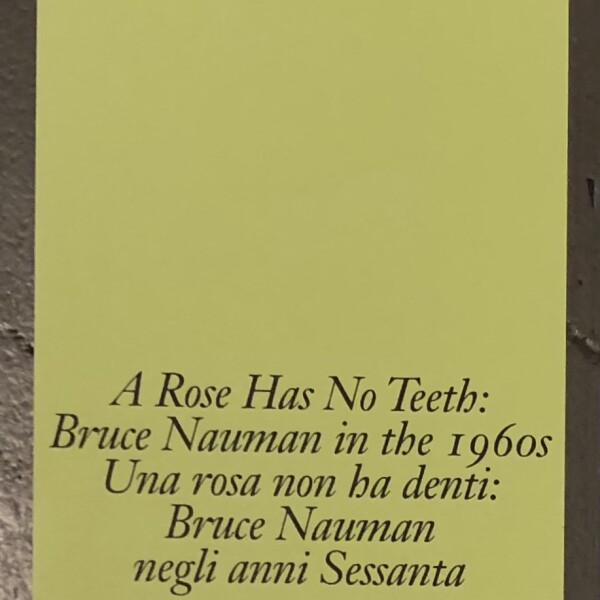 A Rose Has No Teeth:
Bruce Nauman in the 1960s
Una rosa non ha denti:
Bruce Nauman
negli anni Sessanta